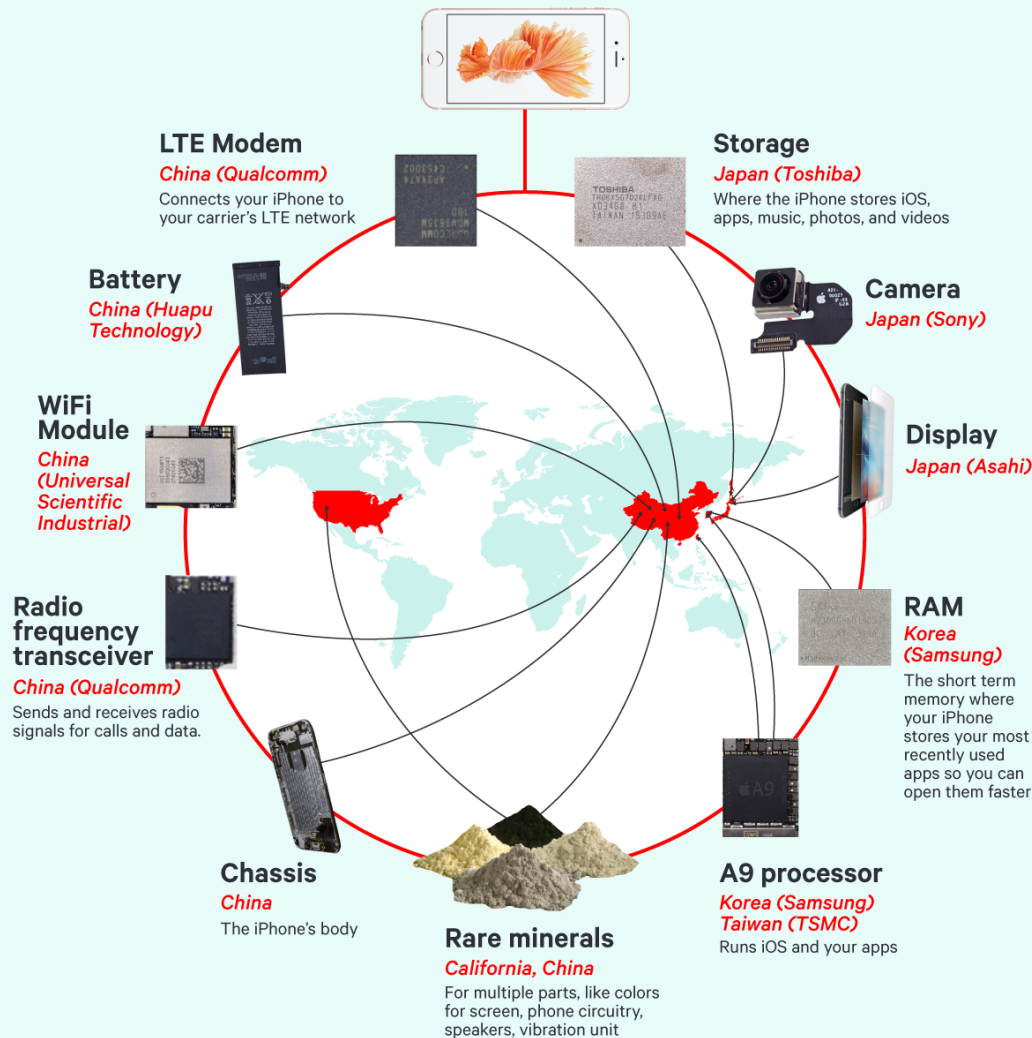 LTE Modem
China (Qualcomm)
Connects your iPhone to
your carrier’s LTE network
Storage
Japan (Toshiba)
Where the iPhone stores iOS,
apps, music, photos, and videos
TOSHIBA
Battery
China (Huapu
Technology)
Camera
Japan (Sony)
WiFi
Module
China
(Universal
Scientific
Industrial)
Display
Japan (Asahi)
Radio
frequency
transceiver
China (Qualcomm)
Sends and receives radio
signals for calls and data.
RAM
Korea
(Samsung)
The short term
memory where
your iPhone
stores your most
recently used
apps so you can
open them faster
A9
Chassis
China
The iPhone’s body
A9 processor
Korea (Samsung)
Taiwan (TSMC)
Runs iOS and your apps
Rare minerals
California, China
For multiple parts, like colors
for screen, phone circuitry,
speakers, vibration unit